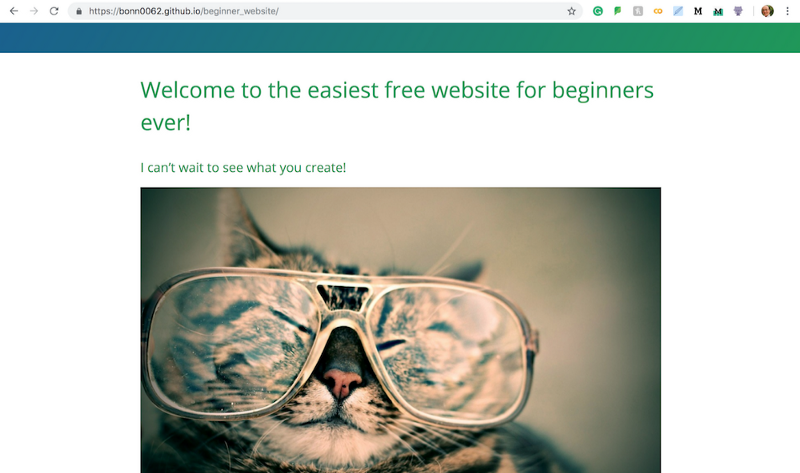 https://bonn0062.github.io/beginner_website/
Welcome to the easiest free website for beginners
ever!
I can't wait to see what you create!